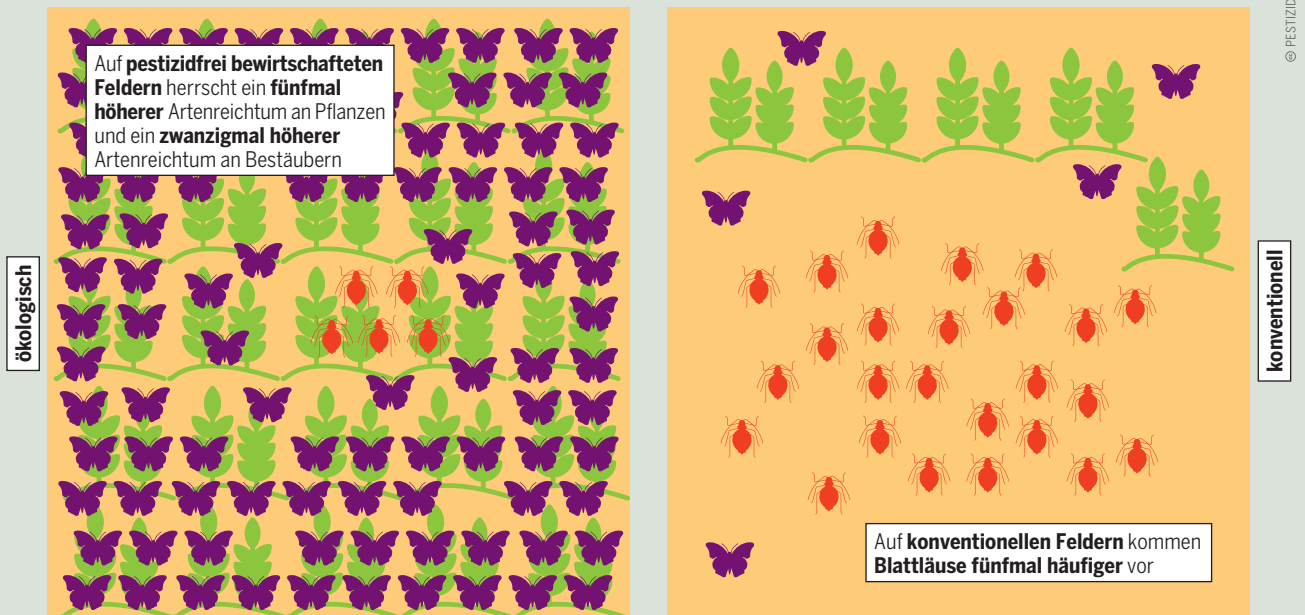 Auf pestizidfrei bewirtschafteten
Feldern herrscht ein fünfmal
höherer Artenreichtum an Pflanzen
und ein zwanzigmal höherer
Artenreichtum an Bestäubern
ökologisch
konventionell
Auf konventionellen Feldern kommen
Blattläuse fünfmal häufiger vor